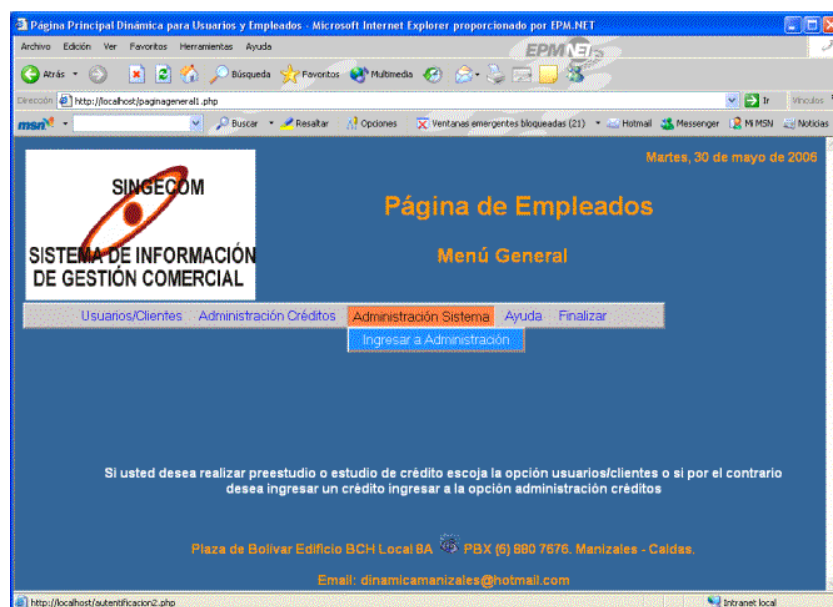 Página Principal Dinámica para Usuarios y Empleados - Microsoft Internet Explorer proporcionado por EPM.NET
Archivo Edición Ver Favoritos Herramientas Ayuda
EPM NET
Atrás Búsqueda Favoritos Multimedia
Dirección http://localhost/paginageneral1.php Ir Vínculos
msn Buscar Resaltar Opciones Ventanas emergentes bloqueadas (21) Hotmail Messenger Mi MSN Noticias
Martes, 30 de mayo de 2006
SINGECOM
SISTEMA DE INFORMACIÓN
DE GESTIÓN COMERCIAL
Página de Empleados
Menú General
Usuarios/Clientes Administración Créditos Administración Sistema Ayuda Finalizar
Ingresar a Administración
Si usted desea realizar preestudio o estudio de crédito escoja la opción usuarios/clientes o si por el contrario
desea ingresar un crédito ingresar a la opción administración créditos
Plaza de Bolivar Edificio BCH Local 8A PBX (6) 880 7676. Manizales - Caldas.
Email: dinamicamanizales@hotmail.com
http://localhost/autentificacion2.php Intranet local